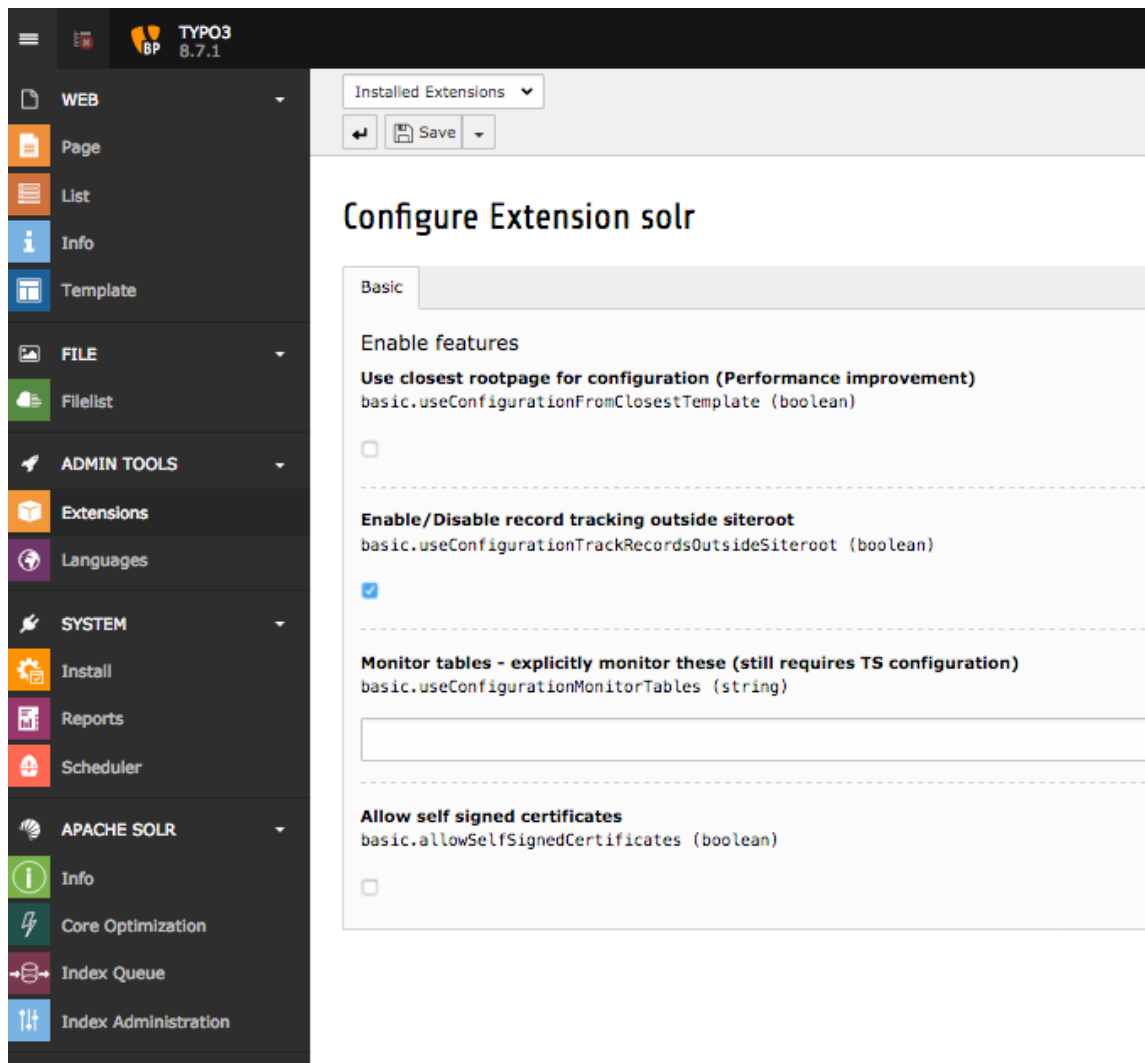 BP
TYPO3
8.7.1
WEB
Page
List
Info
Template
FILE
Filelist
ADMIN TOOLS
Extensions
Languages
SYSTEM
Install
Reports
Scheduler
APACHE SOLR
Info
Core Optimization
Index Queue
Index Administration
Installed Extensions
Save
Configure Extension solr
Basic
Enable features
Use closest rootpage for configuration (Performance improvement)
basic.useConfigurationFromClosestTemplate (boolean)
Enable/Disable record tracking outside siteroot
basic.useConfigurationTrackRecordsOutsideSiteroot (boolean)
Monitor tables - explicitly monitor these (still requires TS configuration)
basic.useConfigurationMonitorTables (string)
Allow self signed certificates
basic.allowSelfSignedCertificates (boolean)